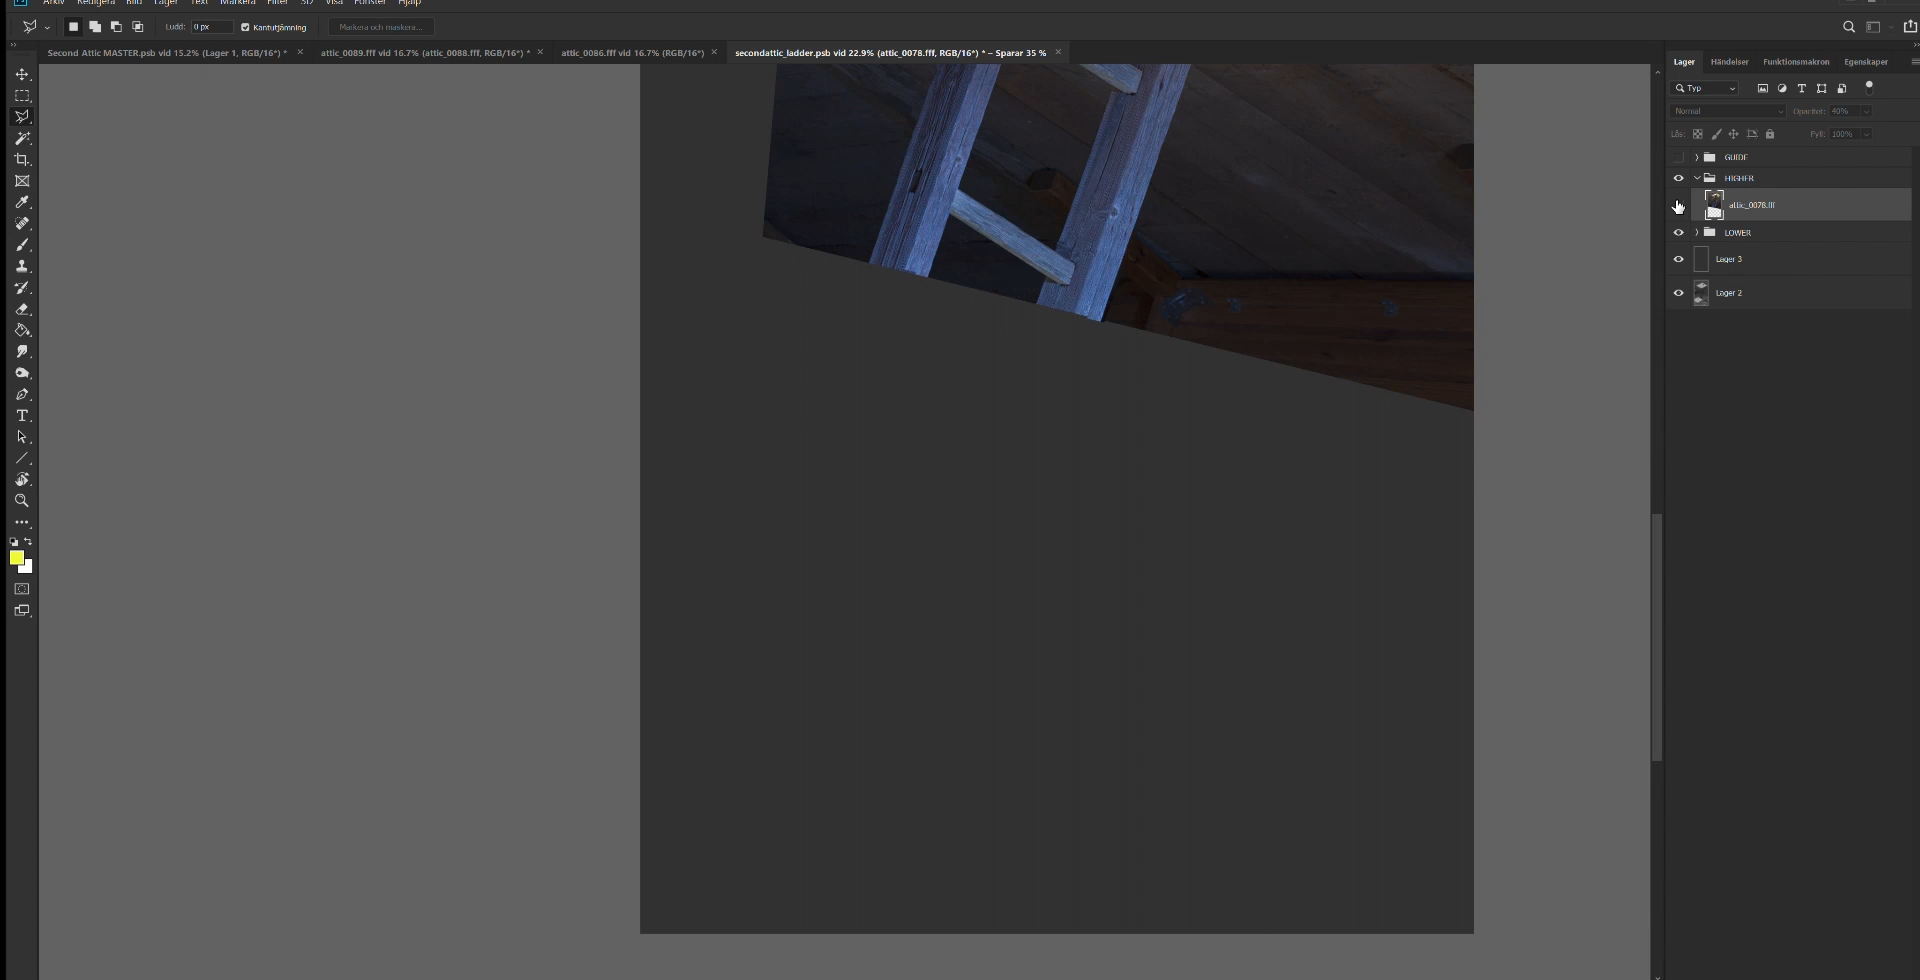 Arkiv Redigera Bild Lager Text Markera Filter 3D Visa Fönster Hjälp
Ludd: 0 px Kantutjämning Markera och maskera...
Second Attic MASTER.psb vid 15.2% (Lager 1, RGB/16*) * × attic_0089.fff vid 16.7% (attic_0088.fff, RGB/16*) * × attic_0086.fff vid 16.7% (RGB/16*) × secondattic_ladder.psb vid 22.9% (attic_0078.fff, RGB/16*) * – Sparar 35 % ×
Lager Händelser Funktionsmakron Egenskaper
Typ
Normal Opacitet: 40%
Lås: Fyll: 100%
GUIDE
HIGHER
attic_0078.fff
LOWER
Lager 3
Lager 2